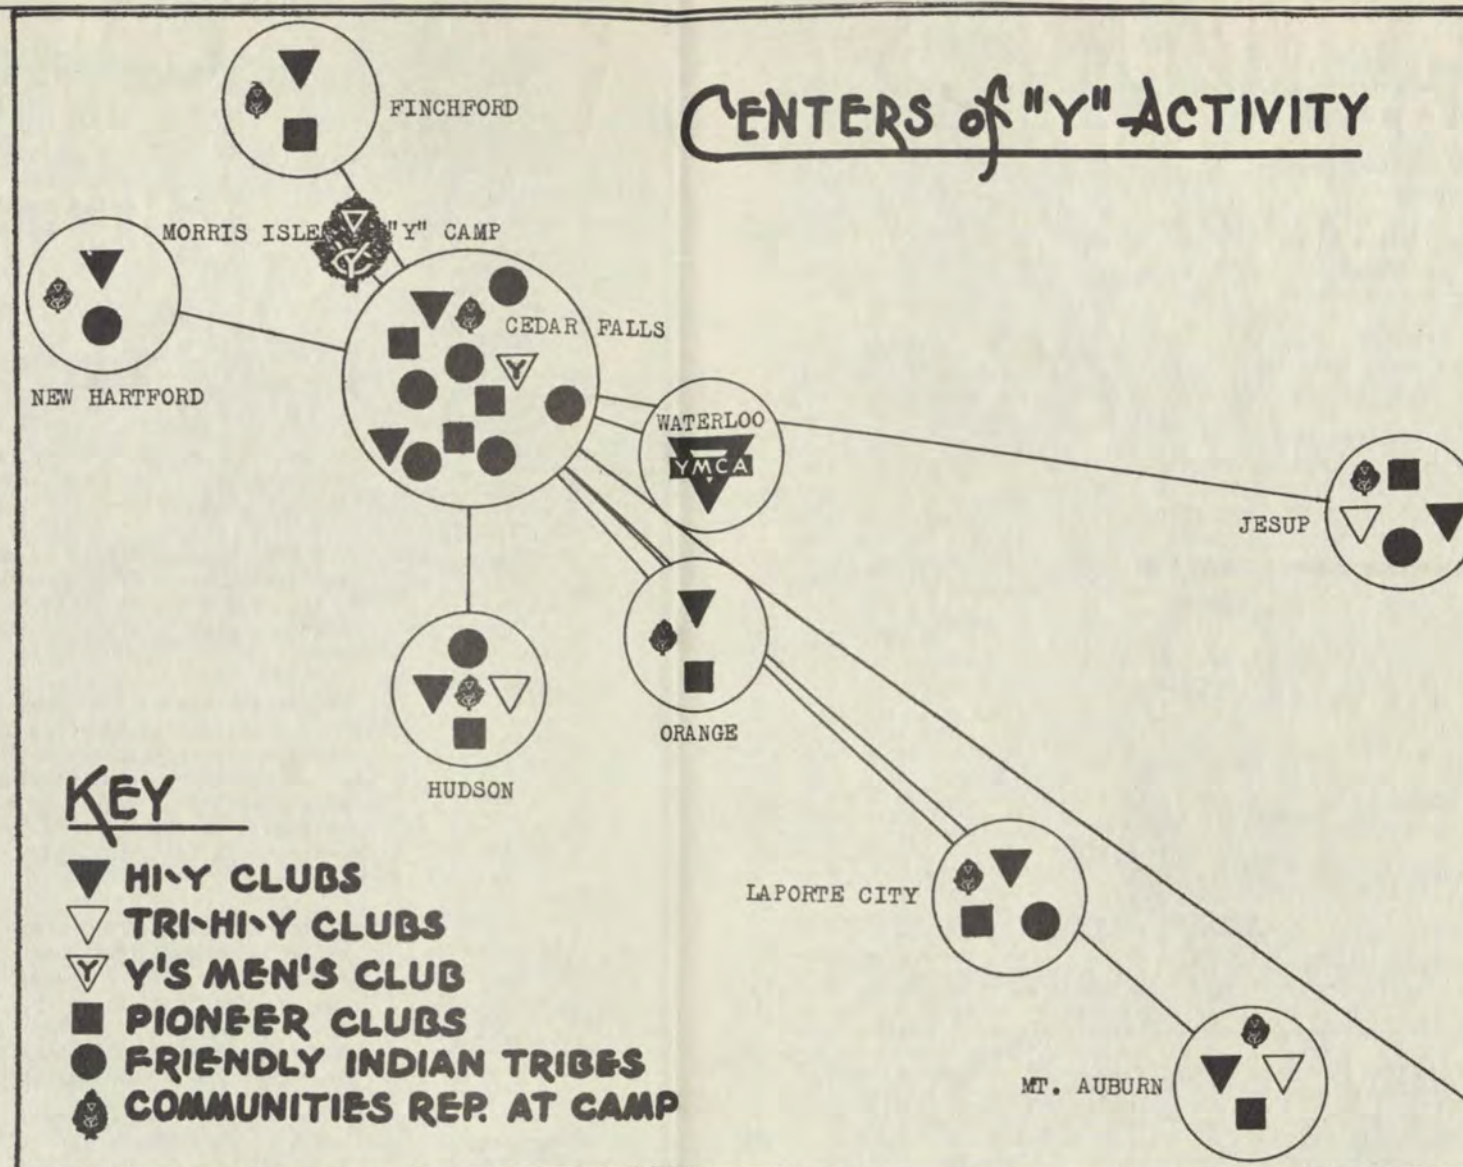 CENTERS of "Y" ACTIVITY
FINCHFORD
MORRIS ISLE "Y" CAMP
CEDAR FALLS
NEW HARTFORD
WATERLOO
YMCA
Y
JESUP
ORANGE
HUDSON
LAPORTE CITY
MT. AUBURN
KEY
HI-Y CLUBS
TRI-HI-Y CLUBS
Y Y'S MEN'S CLUB
PIONEER CLUBS
FRIENDLY INDIAN TRIBES
COMMUNITIES REP. AT CAMP